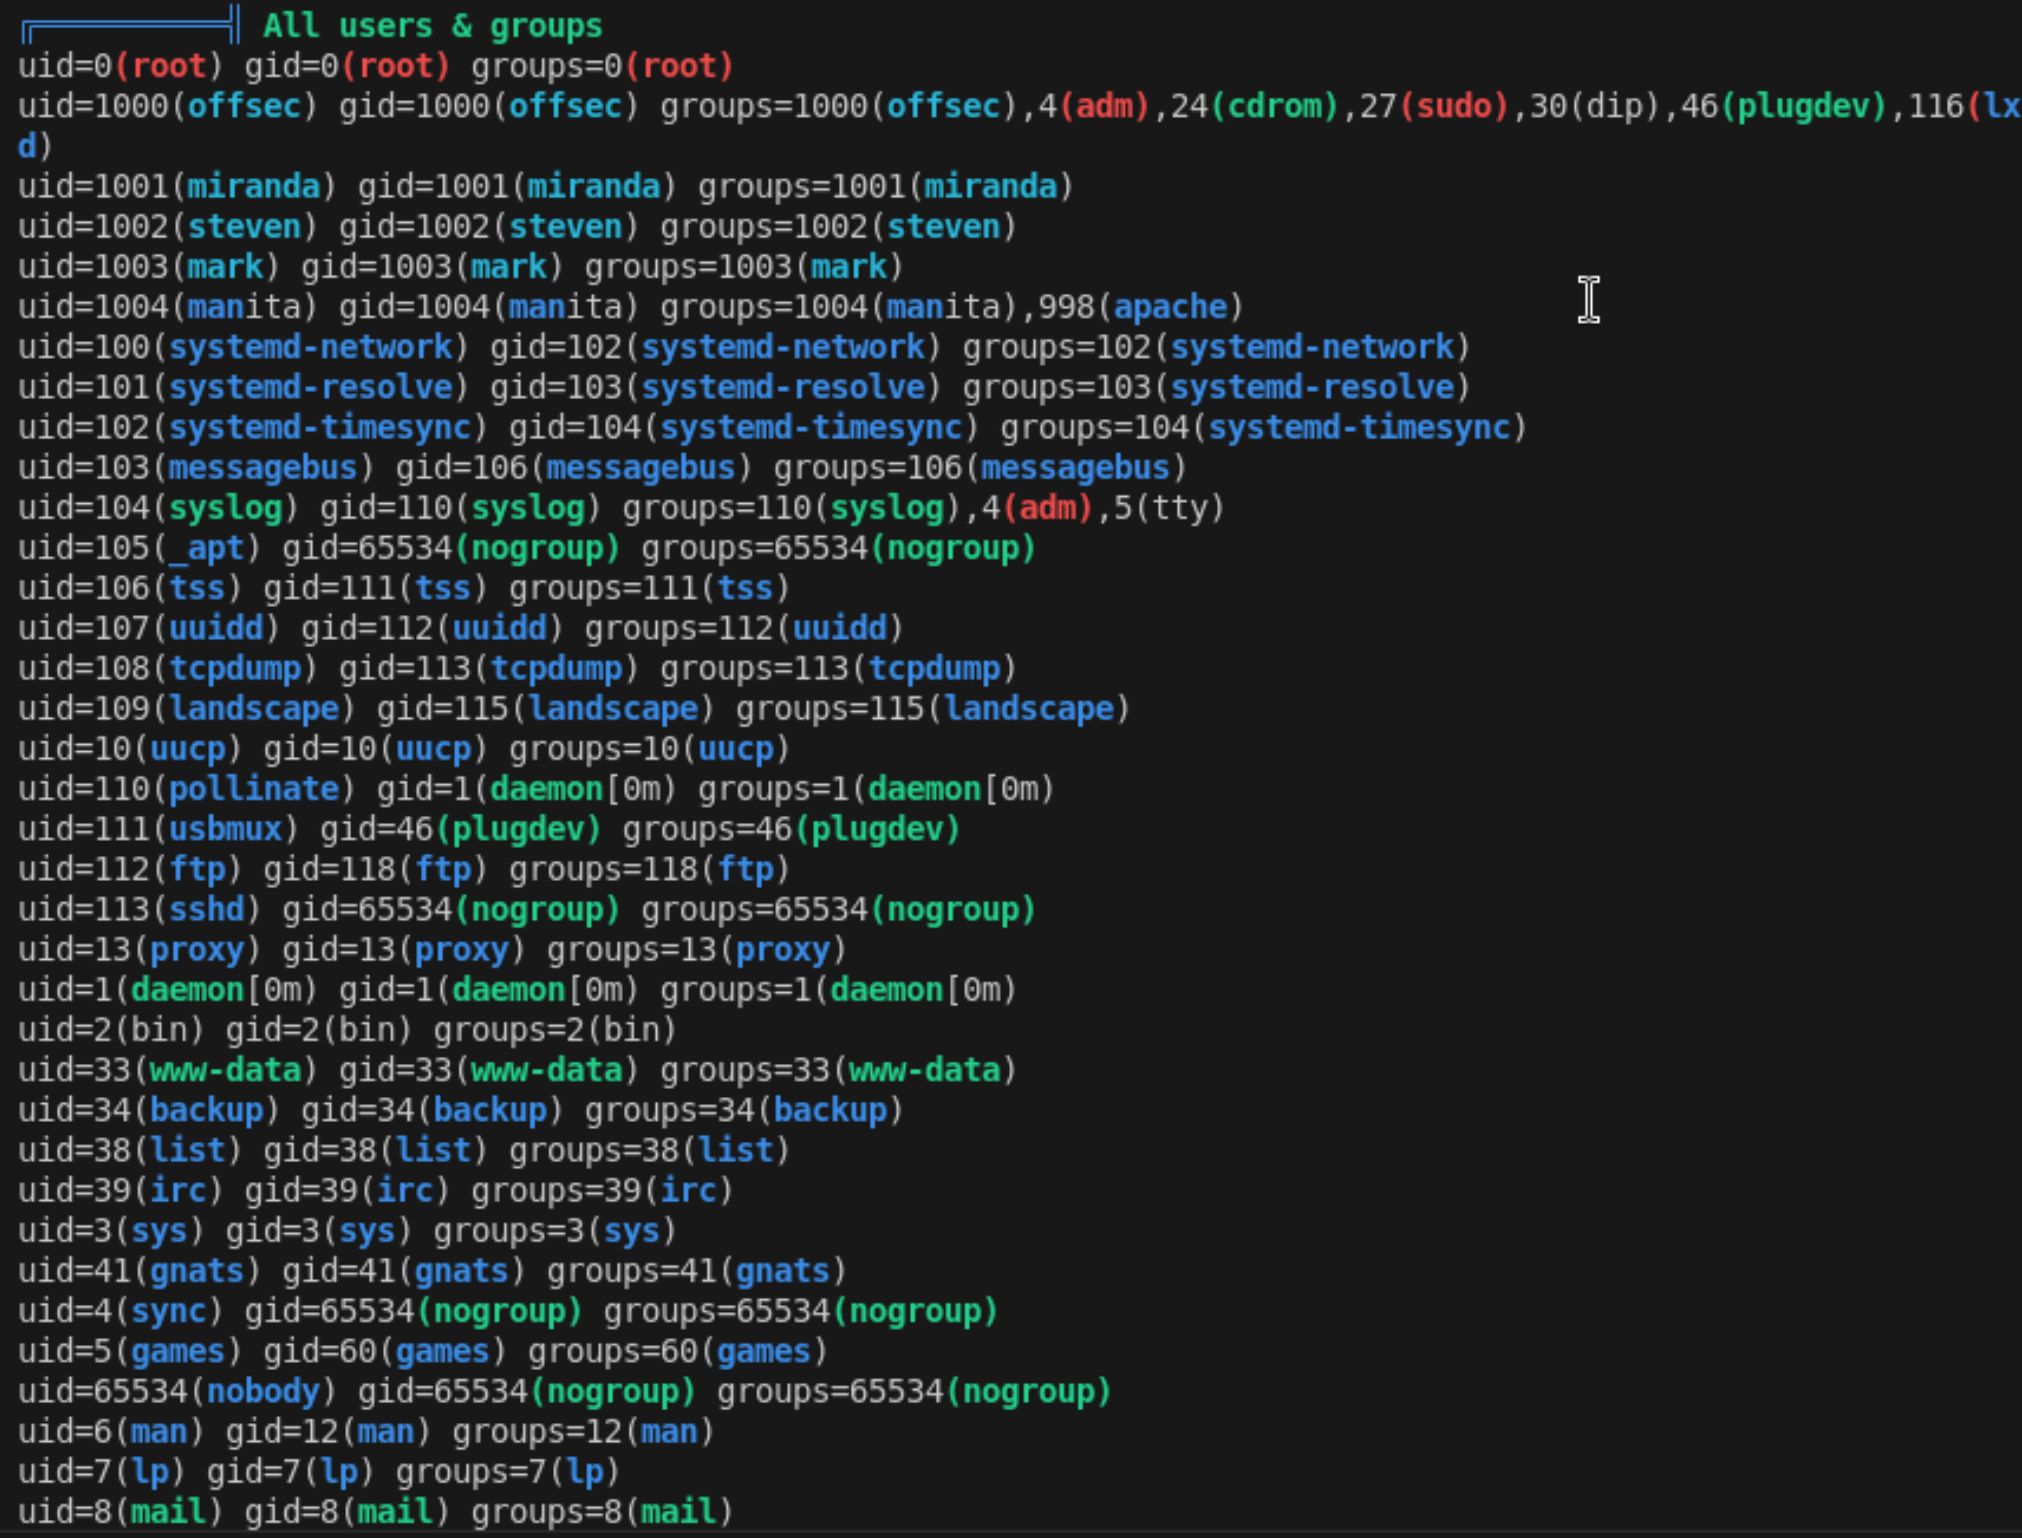 All users & groups
uid=0(root) gid=0(root) groups=0(root)
uid=1000(offsec) gid=1000(offsec) groups=1000(offsec),4(adm),24(cdrom),27(sudo),30(dip),46(plugdev),116(lx
d)
uid=1001(miranda) gid=1001(miranda) groups=1001(miranda)
uid=1002(steven) gid=1002(steven) groups=1002(steven)
uid=1003(mark) gid=1003(mark) groups=1003(mark)
uid=1004(manita) gid=1004(manita) groups=1004(manita),998(apache)
uid=100(systemd-network) gid=102(systemd-network) groups=102(systemd-network)
uid=101(systemd-resolve) gid=103(systemd-resolve) groups=103(systemd-resolve)
uid=102(systemd-timesync) gid=104(systemd-timesync) groups=104(systemd-timesync)
uid=103(messagebus) gid=106(messagebus) groups=106(messagebus)
uid=104(syslog) gid=110(syslog) groups=110(syslog),4(adm),5(tty)
uid=105(_apt) gid=65534(nogroup) groups=65534(nogroup)
uid=106(tss) gid=111(tss) groups=111(tss)
uid=107(uuidd) gid=112(uuidd) groups=112(uuidd)
uid=108(tcpdump) gid=113(tcpdump) groups=113(tcpdump)
uid=109(landscape) gid=115(landscape) groups=115(landscape)
uid=10(uucp) gid=10(uucp) groups=10(uucp)
uid=110(pollinate) gid=1(daemon[0m) groups=1(daemon[0m)
uid=111(usbmux) gid=46(plugdev) groups=46(plugdev)
uid=112(ftp) gid=118(ftp) groups=118(ftp)
uid=113(sshd) gid=65534(nogroup) groups=65534(nogroup)
uid=13(proxy) gid=13(proxy) groups=13(proxy)
uid=1(daemon[0m) gid=1(daemon[0m) groups=1(daemon[0m)
uid=2(bin) gid=2(bin) groups=2(bin)
uid=33(www-data) gid=33(www-data) groups=33(www-data)
uid=34(backup) gid=34(backup) groups=34(backup)
uid=38(list) gid=38(list) groups=38(list)
uid=39(irc) gid=39(irc) groups=39(irc)
uid=3(sys) gid=3(sys) groups=3(sys)
uid=41(gnats) gid=41(gnats) groups=41(gnats)
uid=4(sync) gid=65534(nogroup) groups=65534(nogroup)
uid=5(games) gid=60(games) groups=60(games)
uid=65534(nobody) gid=65534(nogroup) groups=65534(nogroup)
uid=6(man) gid=12(man) groups=12(man)
uid=7(lp) gid=7(lp) groups=7(lp)
uid=8(mail) gid=8(mail) groups=8(mail)